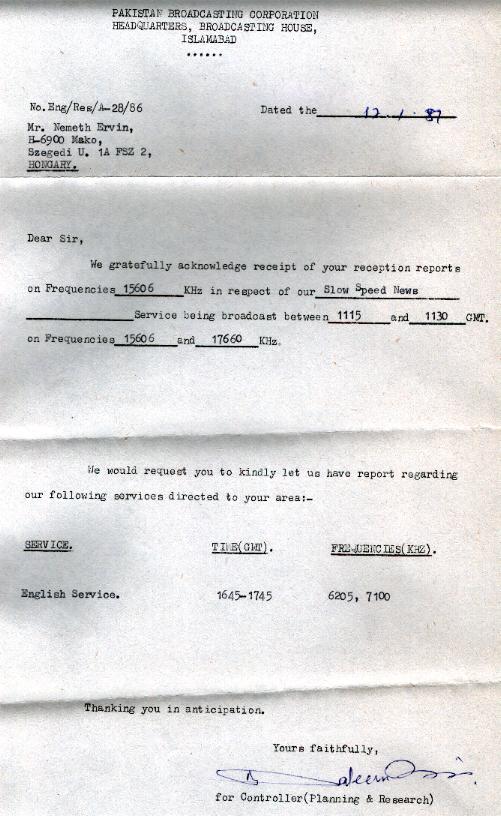 PAKISTAN BROADCASTING CORPORATION
HEADQUARTERS, BROADCASTING HOUSE,
ISLAMABAD
......
No.Eng/Res/A-28/86 Dated the 12.1.87
Mr. Nemeth Ervin,
H-6900 Mako,
Szegedi U. 1A FSZ 2,
HONGARY.
Dear Sir,
We gratefully acknowledge receipt of your reception reports
on Frequencies 15606 KHz in respect of our Slow Speed News
Service being broadcast between 1115 and 1130 GMT.
on Frequencies 15606 and 17660 KHz.
We would request you to kindly let us have report regarding
our following services directed to your area:-
SERVICE. TIME(GMT). FREQUENCIES(KHZ).
English Service. 1645-1745 6205, 7100
Thanking you in anticipation.
Yours faithfully,
for Controller(Planning & Research)